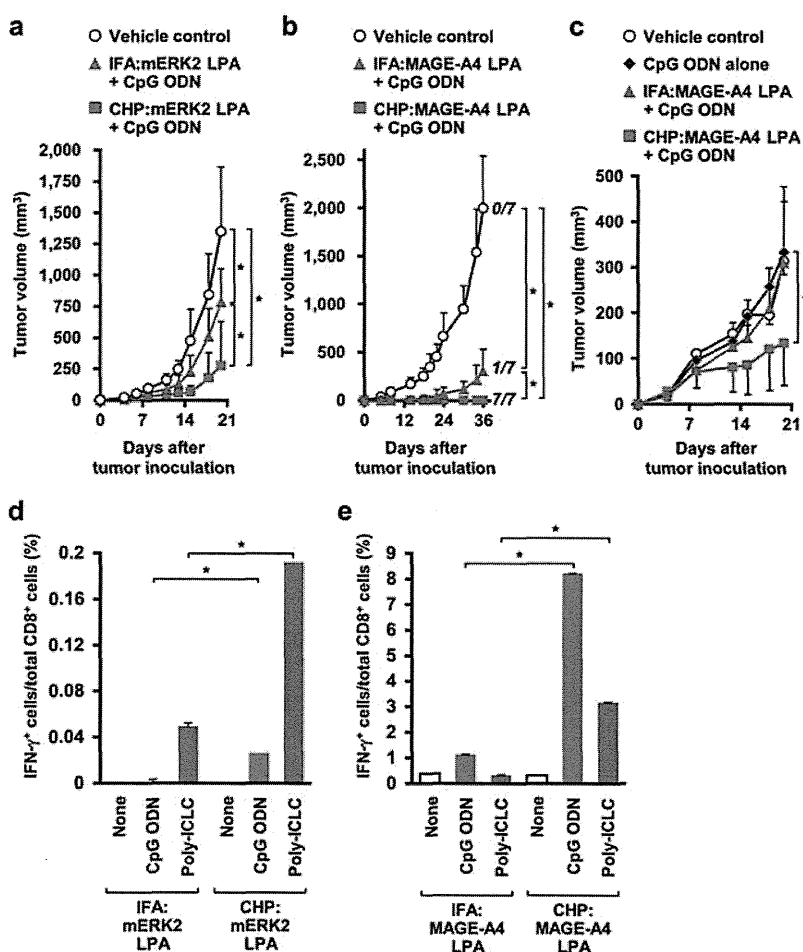 a
Vehicle control
IFA:mERK2 LPA
+ CpG ODN
CHP:mERK2 LPA
+ CpG ODN
2,000
1,750
1,500
1,250
1,000
750
500
250
0
Tumor volume (mm³)
0 7 14 21
Days after
tumor inoculation
* * *
b
Vehicle control
IFA:MAGE-A4 LPA
+ CpG ODN
CHP:MAGE-A4 LPA
+ CpG ODN
2,500
2,000
1,500
1,000
500
0
Tumor volume (mm³)
0/7
1/7
7/7
0 12 24 36
Days after
tumor inoculation
* * *
c
Vehicle control
CpG ODN alone
IFA:MAGE-A4 LPA
+ CpG ODN
CHP:MAGE-A4 LPA
+ CpG ODN
500
400
300
200
100
0
Tumor volume (mm³)
0 7 14 21
Days after
tumor inoculation
d
IFN-γ⁺ cells/total CD8⁺ cells (%)
0.2
0.16
0.12
0.08
0.04
0
* *
None CpG ODN Poly-ICLC None CpG ODN Poly-ICLC
IFA: CHP:
mERK2 mERK2
LPA LPA
e
IFN-γ⁺ cells/total CD8⁺ cells (%)
9
8
7
6
5
4
3
2
1
0
* *
None CpG ODN Poly-ICLC None CpG ODN Poly-ICLC
IFA: CHP:
MAGE-A4 MAGE-A4
LPA LPA